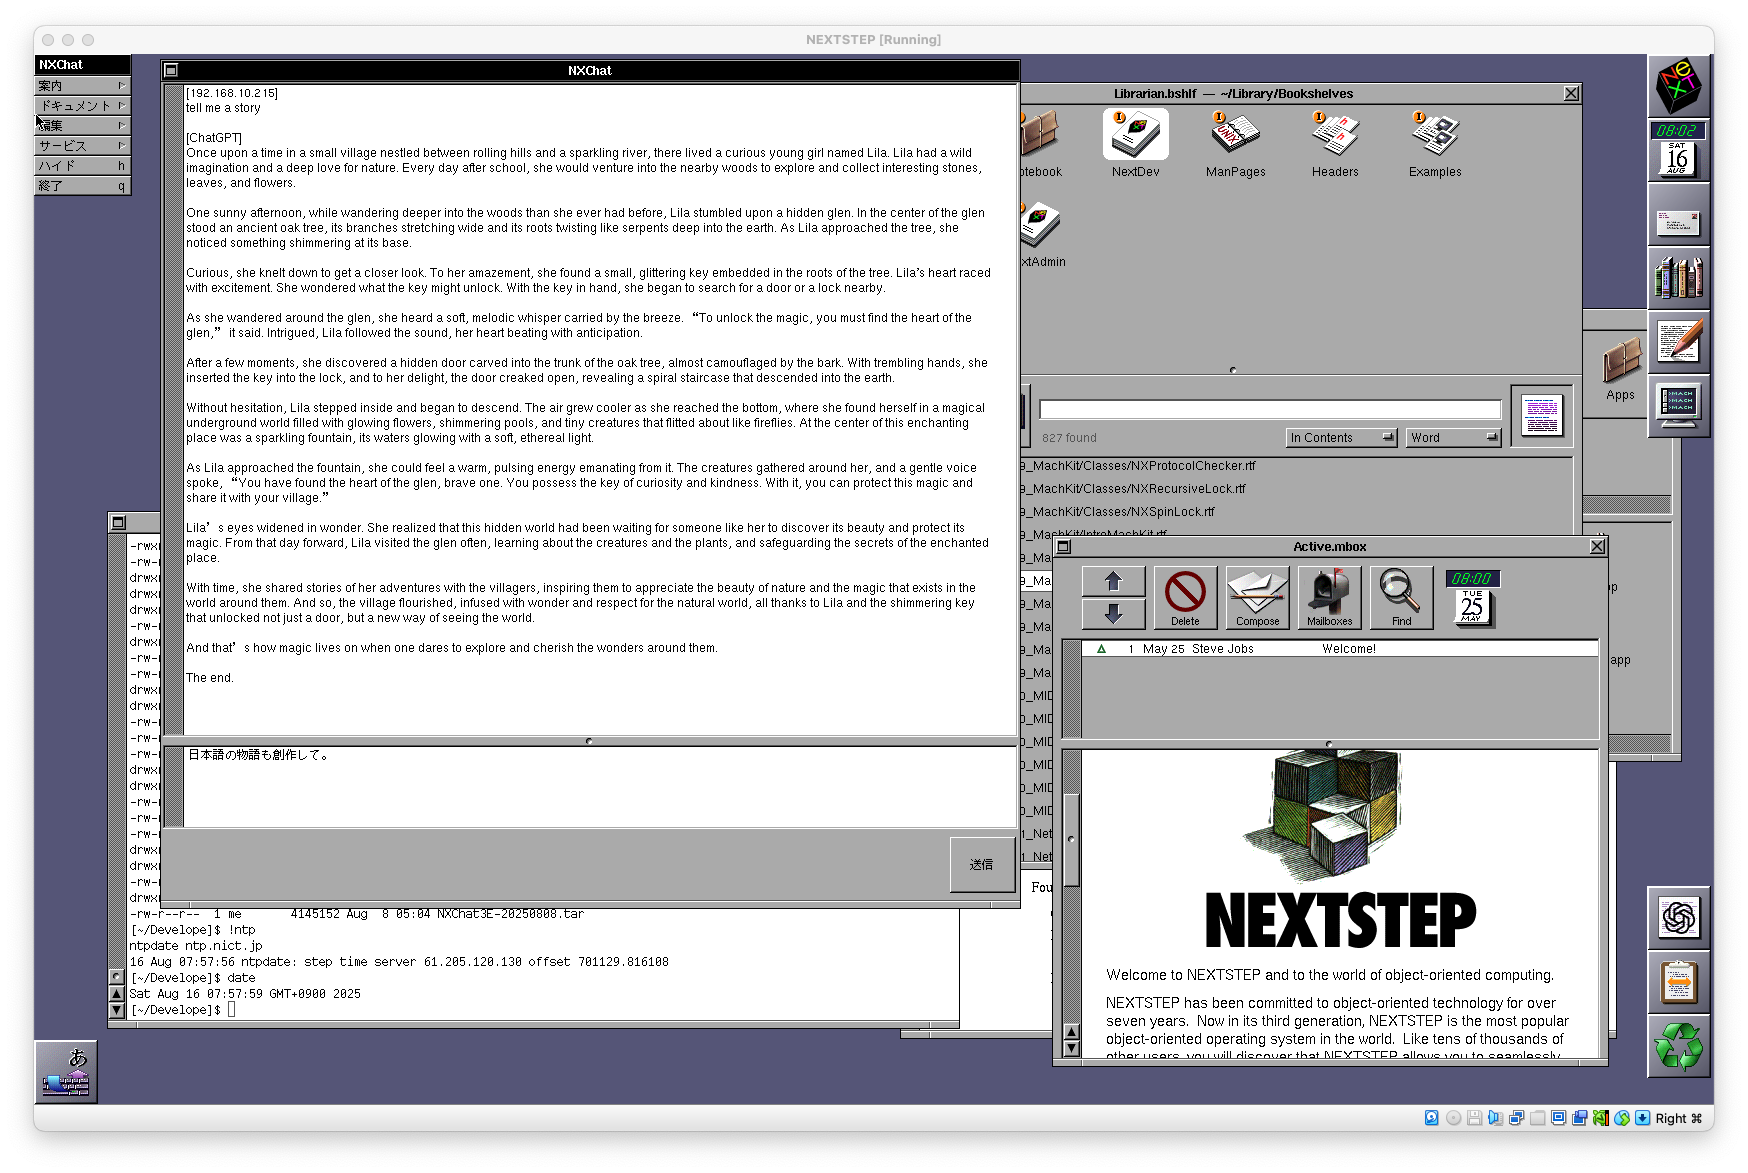 NEXTSTEP [Running]
NXChat
案内
ドキュメント
編集
サービス
ハイド h
終了 q
NXChat
[192.168.10.215]
tell me a story
[ChatGPT]
Once upon a time in a small village nestled between rolling hills and a sparkling river, there lived a curious young girl named Lila. Lila had a wild
imagination and a deep love for nature. Every day after school, she would venture into the nearby woods to explore and collect interesting stones,
leaves, and flowers.
One sunny afternoon, while wandering deeper into the woods than she ever had before, Lila stumbled upon a hidden glen. In the center of the glen
stood an ancient oak tree, its branches stretching wide and its roots twisting like serpents deep into the earth. As Lila approached the tree, she
noticed something shimmering at its base.
Curious, she knelt down to get a closer look. To her amazement, she found a small, glittering key embedded in the roots of the tree. Lila's heart raced
with excitement. She wondered what the key might unlock. With the key in hand, she began to search for a door or a lock nearby.
As she wandered around the glen, she heard a soft, melodic whisper carried by the breeze. “To unlock the magic, you must find the heart of the
glen,” it said. Intrigued, Lila followed the sound, her heart beating with anticipation.
After a few moments, she discovered a hidden door carved into the trunk of the oak tree, almost camouflaged by the bark. With trembling hands, she
inserted the key into the lock, and to her delight, the door creaked open, revealing a spiral staircase that descended into the earth.
Without hesitation, Lila stepped inside and began to descend. The air grew cooler as she reached the bottom, where she found herself in a magical
underground world filled with glowing flowers, shimmering pools, and tiny creatures that flitted about like fireflies. At the center of this enchanting
place was a sparkling fountain, its waters glowing with a soft, ethereal light.
As Lila approached the fountain, she could feel a warm, pulsing energy emanating from it. The creatures gathered around her, and a gentle voice
spoke, “You have found the heart of the glen, brave one. You possess the key of curiosity and kindness. With it, you can protect this magic and
share it with your village.”
Lila’s eyes widened in wonder. She realized that this hidden world had been waiting for someone like her to discover its beauty and protect its
magic. From that day forward, Lila visited the glen often, learning about the creatures and the plants, and safeguarding the secrets of the enchanted
place.
With time, she shared stories of her adventures with the villagers, inspiring them to appreciate the beauty of nature and the magic that exists in the
world around them. And so, the village flourished, infused with wonder and respect for the natural world, all thanks to Lila and the shimmering key
that unlocked not just a door, but a new way of seeing the world.
And that’s how magic lives on when one dares to explore and cherish the wonders around them.
The end.
日本語の物語も創作して。
送信
Librarian.bshlf — ~/Library/Bookshelves
otebook
NextDev
ManPages
Headers
Examples
xtAdmin
827 found
In Contents
Word
9_MachKit/Classes/NXProtocolChecker.rtf
9_MachKit/Classes/NXRecursiveLock.rtf
9_MachKit/Classes/NXSpinLock.rtf
9_MachKit/IntroMachKit.rtf
Apps
app
08:02
SAT
16
AUG
Active.mbox
Delete
Compose
Mailboxes
Find
08:00
TUE
25
MAY
1 May 25 Steve Jobs Welcome!
NEXTSTEP
Welcome to NEXTSTEP and to the world of object-oriented computing.
NEXTSTEP has been committed to object-oriented technology for over
seven years. Now in its third generation, NEXTSTEP is the most popular
object-oriented operating system in the world. Like tens of thousands of
other users, you will discover that NEXTSTEP allows you to seamlessly
-rw-r--r-- 1 me 4145152 Aug 8 05:04 NXChat3E-20250808.tar
[~/Develope]$ !ntp
ntpdate ntp.nict.jp
16 Aug 07:57:56 ntpdate: step time server 61.205.120.130 offset 701129.816108
[~/Develope]$ date
Sat Aug 16 07:57:59 GMT+0900 2025
[~/Develope]$
あ
Right ⌘